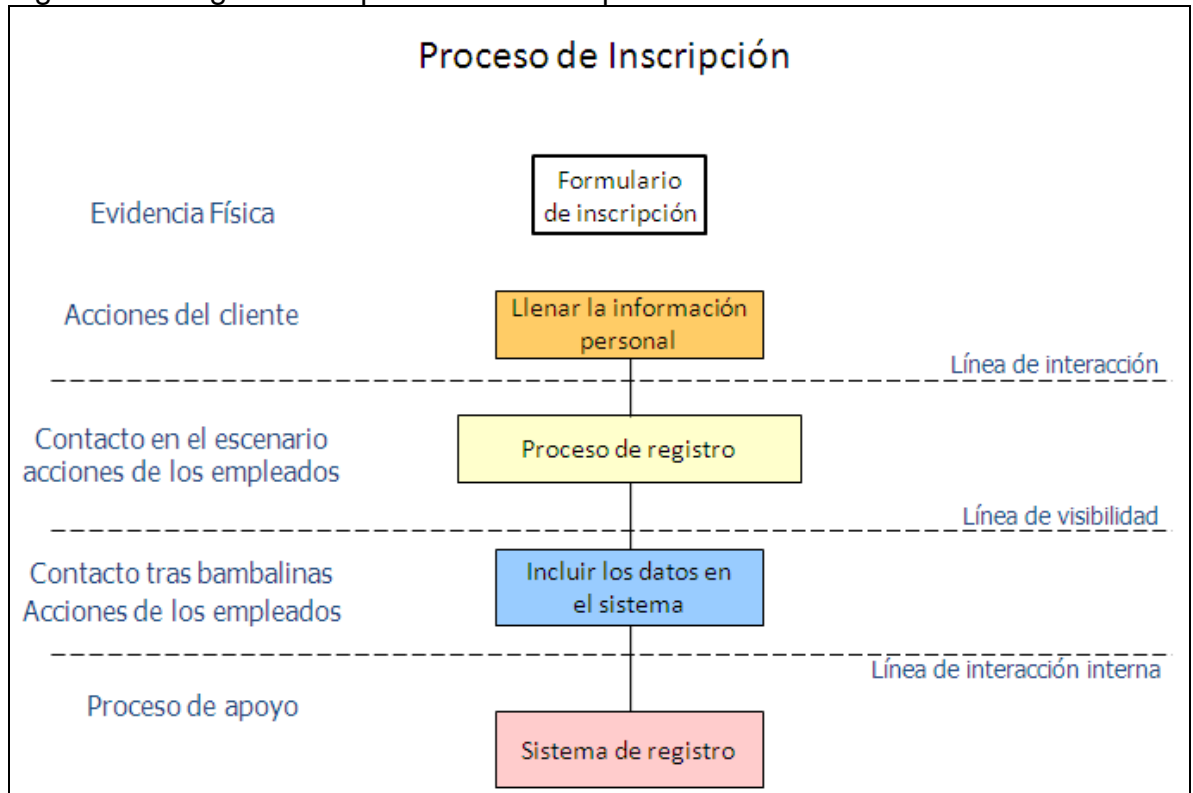 Proceso de Inscripción
Formulario
de inscripción
Evidencia Física
Acciones del cliente
Llenar la información
personal
Línea de interacción
Contacto en el escenario
acciones de los empleados
Proceso de registro
Línea de visibilidad
Contacto tras bambalinas
Acciones de los empleados
Incluir los datos en
el sistema
Línea de interacción interna
Proceso de apoyo
Sistema de registro